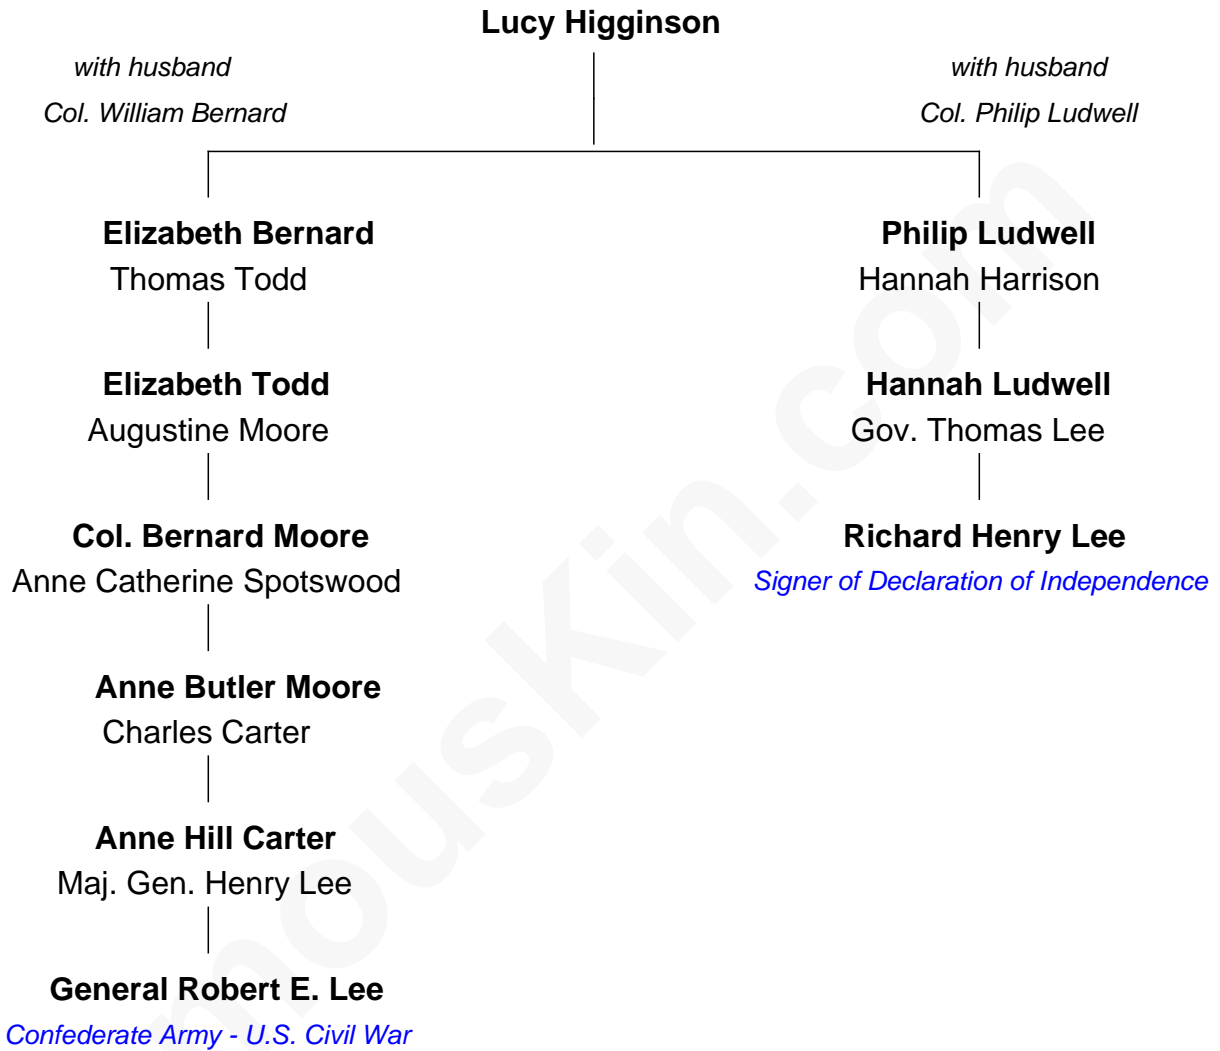 Lucy Higginson
with husband
Col. William Bernard
with husband
Col. Philip Ludwell
Elizabeth Bernard
Thomas Todd
Philip Ludwell
Hannah Harrison
Elizabeth Todd
Augustine Moore
Hannah Ludwell
Gov. Thomas Lee
Col. Bernard Moore
Anne Catherine Spotswood
Richard Henry Lee
Signer of Declaration of Independence
Anne Butler Moore
Charles Carter
Anne Hill Carter
Maj. Gen. Henry Lee
General Robert E. Lee
Confederate Army - U.S. Civil War
mouskin.com